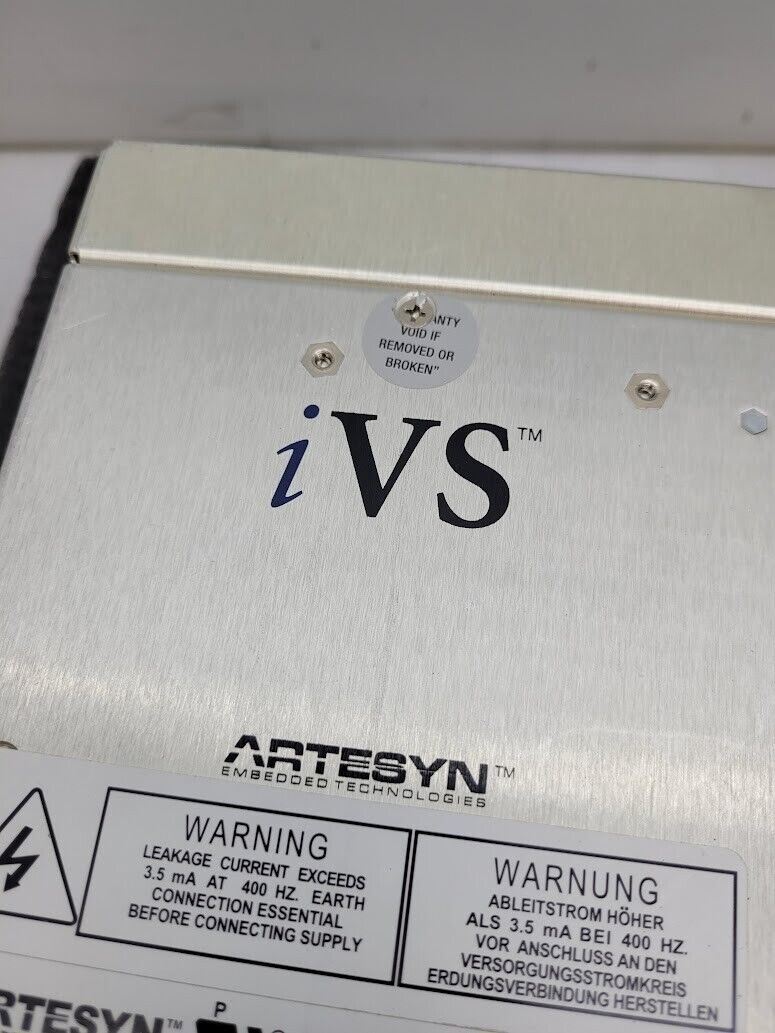 VOID IF
REMOVED OR
BROKEN"
iVS™
ARTESYN™
EMBEDDED TECHNOLOGIES
WARNING
LEAKAGE CURRENT EXCEEDS
3.5 mA AT 400 HZ. EARTH
CONNECTION ESSENTIAL
BEFORE CONNECTING SUPPLY
WARNUNG
ABLEITSTROM HÖHER
ALS 3.5 mA BEI 400 HZ.
VOR ANSCHLUSS AN DEN
VERSORGUNGSSTROMKREIS
ERDUNGSVERBINDUNG HERSTELLEN
RTESYN™ P